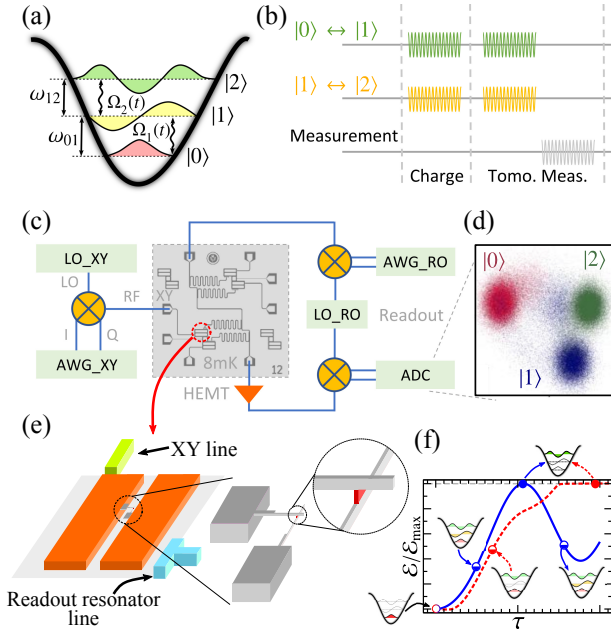 (a)
|2⟩
ω12
Ω2(t)
|1⟩
ω01
Ω1(t)
|0⟩
(b)
|0⟩ ↔ |1⟩
|1⟩ ↔ |2⟩
Measurement
Charge
Tomo. Meas.
(c)
LO_XY
LO
RF
XY
I
Q
AWG_XY
8mK
12
HEMT
AWG_RO
LO_RO
Readout
ADC
(d)
|0⟩
|2⟩
|1⟩
(e)
XY line
Readout resonator
line
(f)
ℰ/ℰmax
τ